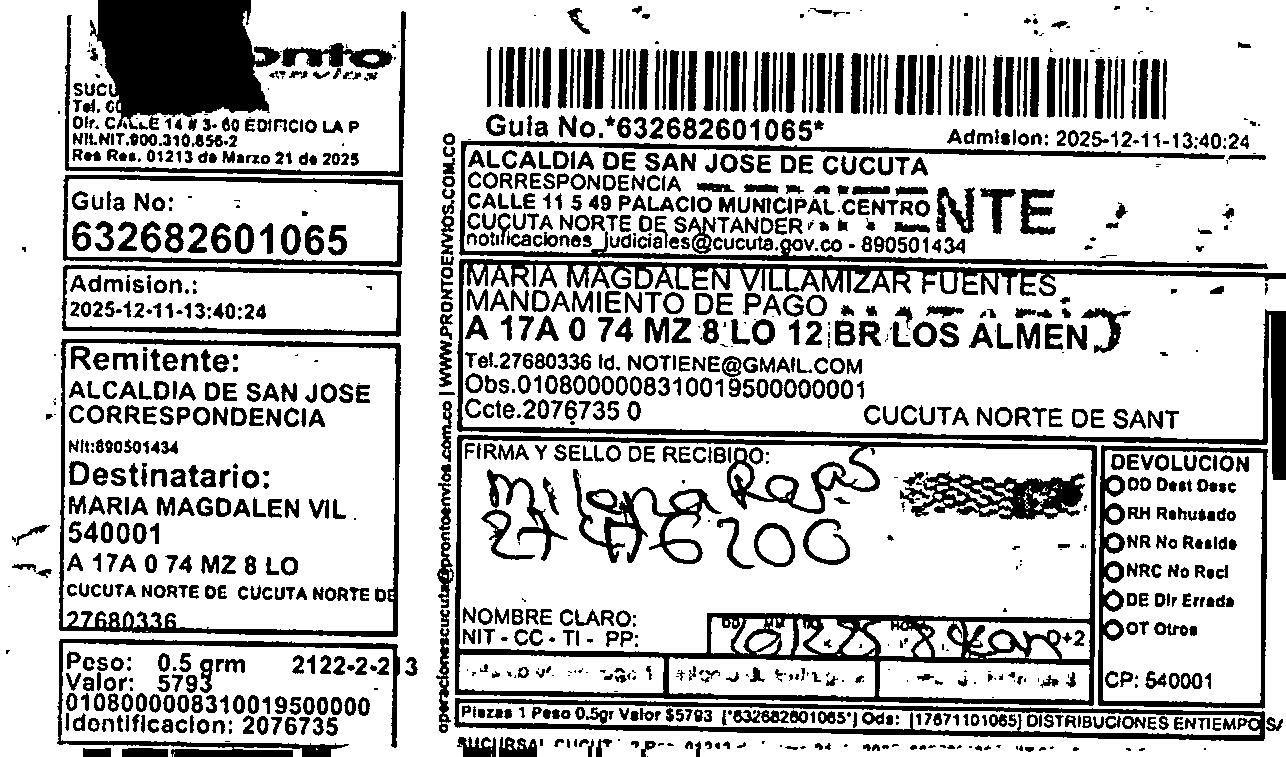 onto
envios
SUCU
Tel. 60
Dir. CALLE 14 # 3- 60 EDIFICIO LA P
Nit.NIT.900.310.856-2
Res Res. 01213 de Marzo 21 de 2025
Guia No:
632682601065
Admision.:
2025-12-11-13:40:24
Remitente:
ALCALDIA DE SAN JOSE
CORRESPONDENCIA
Nit:890501434
Destinatario:
MARIA MAGDALEN VIL
540001
A 17A 0 74 MZ 8 LO
CUCUTA NORTE DE CUCUTA NORTE DE
27680336
Peso: 0.5 grm 2122-2-213
Valor: 5793
01080000083100195000000
Identificacion: 2076735
operacionescucuta@prontoenvios.com.co | WWW.PRONTOENVIOS.COM.CO
Guia No.*632682601065*
Admision: 2025-12-11-13:40:24
ALCALDIA DE SAN JOSE DE CUCUTA
CORRESPONDENCIA
CALLE 11 5 49 PALACIO MUNICIPAL CENTRO
NTE
CUCUTA NORTE DE SANTANDER
notificaciones_judiciales@cucuta.gov.co - 890501434
MARIA MAGDALEN VILLAMIZAR FUENTES
MANDAMIENTO DE PAGO
A 17A 0 74 MZ 8 LO 12 BR LOS ALMEN
Tel.27680336 Id. NOTIENE@GMAIL.COM
Obs.010800000831001950000000​01
Ccte.2076735 0 CUCUTA NORTE DE SANT
FIRMA Y SELLO DE RECIBIDO:
Milena Rojas
NOMBRE CLARO:
NIT - CC - TI - PP:
D+2
DEVOLUCION
DD Dest Desc
RH Rehusado
NR No Reside
NRC No Recl
DE Dir Errada
OT Otros
CP: 540001
Piezas 1 Peso 0.5gr Valor $5793 [*632682601065*] Ods: [17671101065] DISTRIBUCIONES ENTIEMPO S/